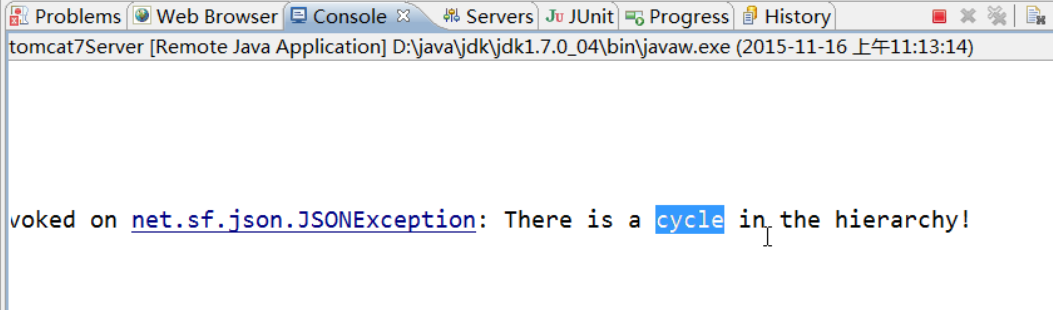 Problems Web Browser Console Servers Ju JUnit Progress History
tomcat7Server [Remote Java Application] D:\java\jdk\jdk1.7.0_04\bin\javaw.exe (2015-11-16 上午11:13:14)
voked on net.sf.json.JSONException: There is a cycle in the hierarchy!